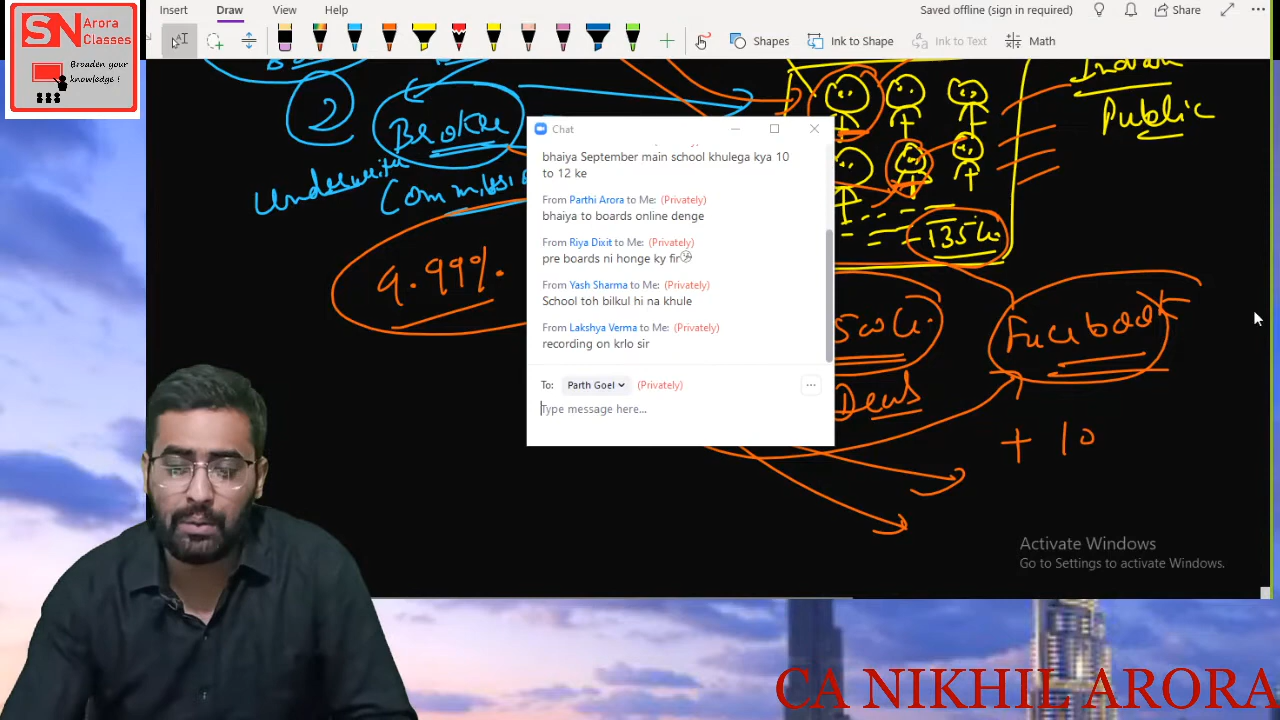 SN Arora
Classes
Broaden your
knowledge !
Insert Draw View Help
Saved offline (sign in required)
Share
Shapes
Ink to Shape
Ink to Text
Math
2
Broker
Underwrite
Indian
Public
135 Cr
9.99%
Facebook
Deals
+ 10
Chat
bhaiya September main school khulega kya 10
to 12 ke
From Parthi Arora to Me: (Privately)
bhaiya to boards online denge
From Riya Dixit to Me: (Privately)
pre boards ni honge ky fir
From Yash Sharma to Me: (Privately)
School toh bilkul hi na khule
From Lakshya Verma to Me: (Privately)
recording on krlo sir
To: Parth Goel (Privately)
Type message here...
Activate Windows
Go to Settings to activate Windows.
CA NIKHIL ARORA